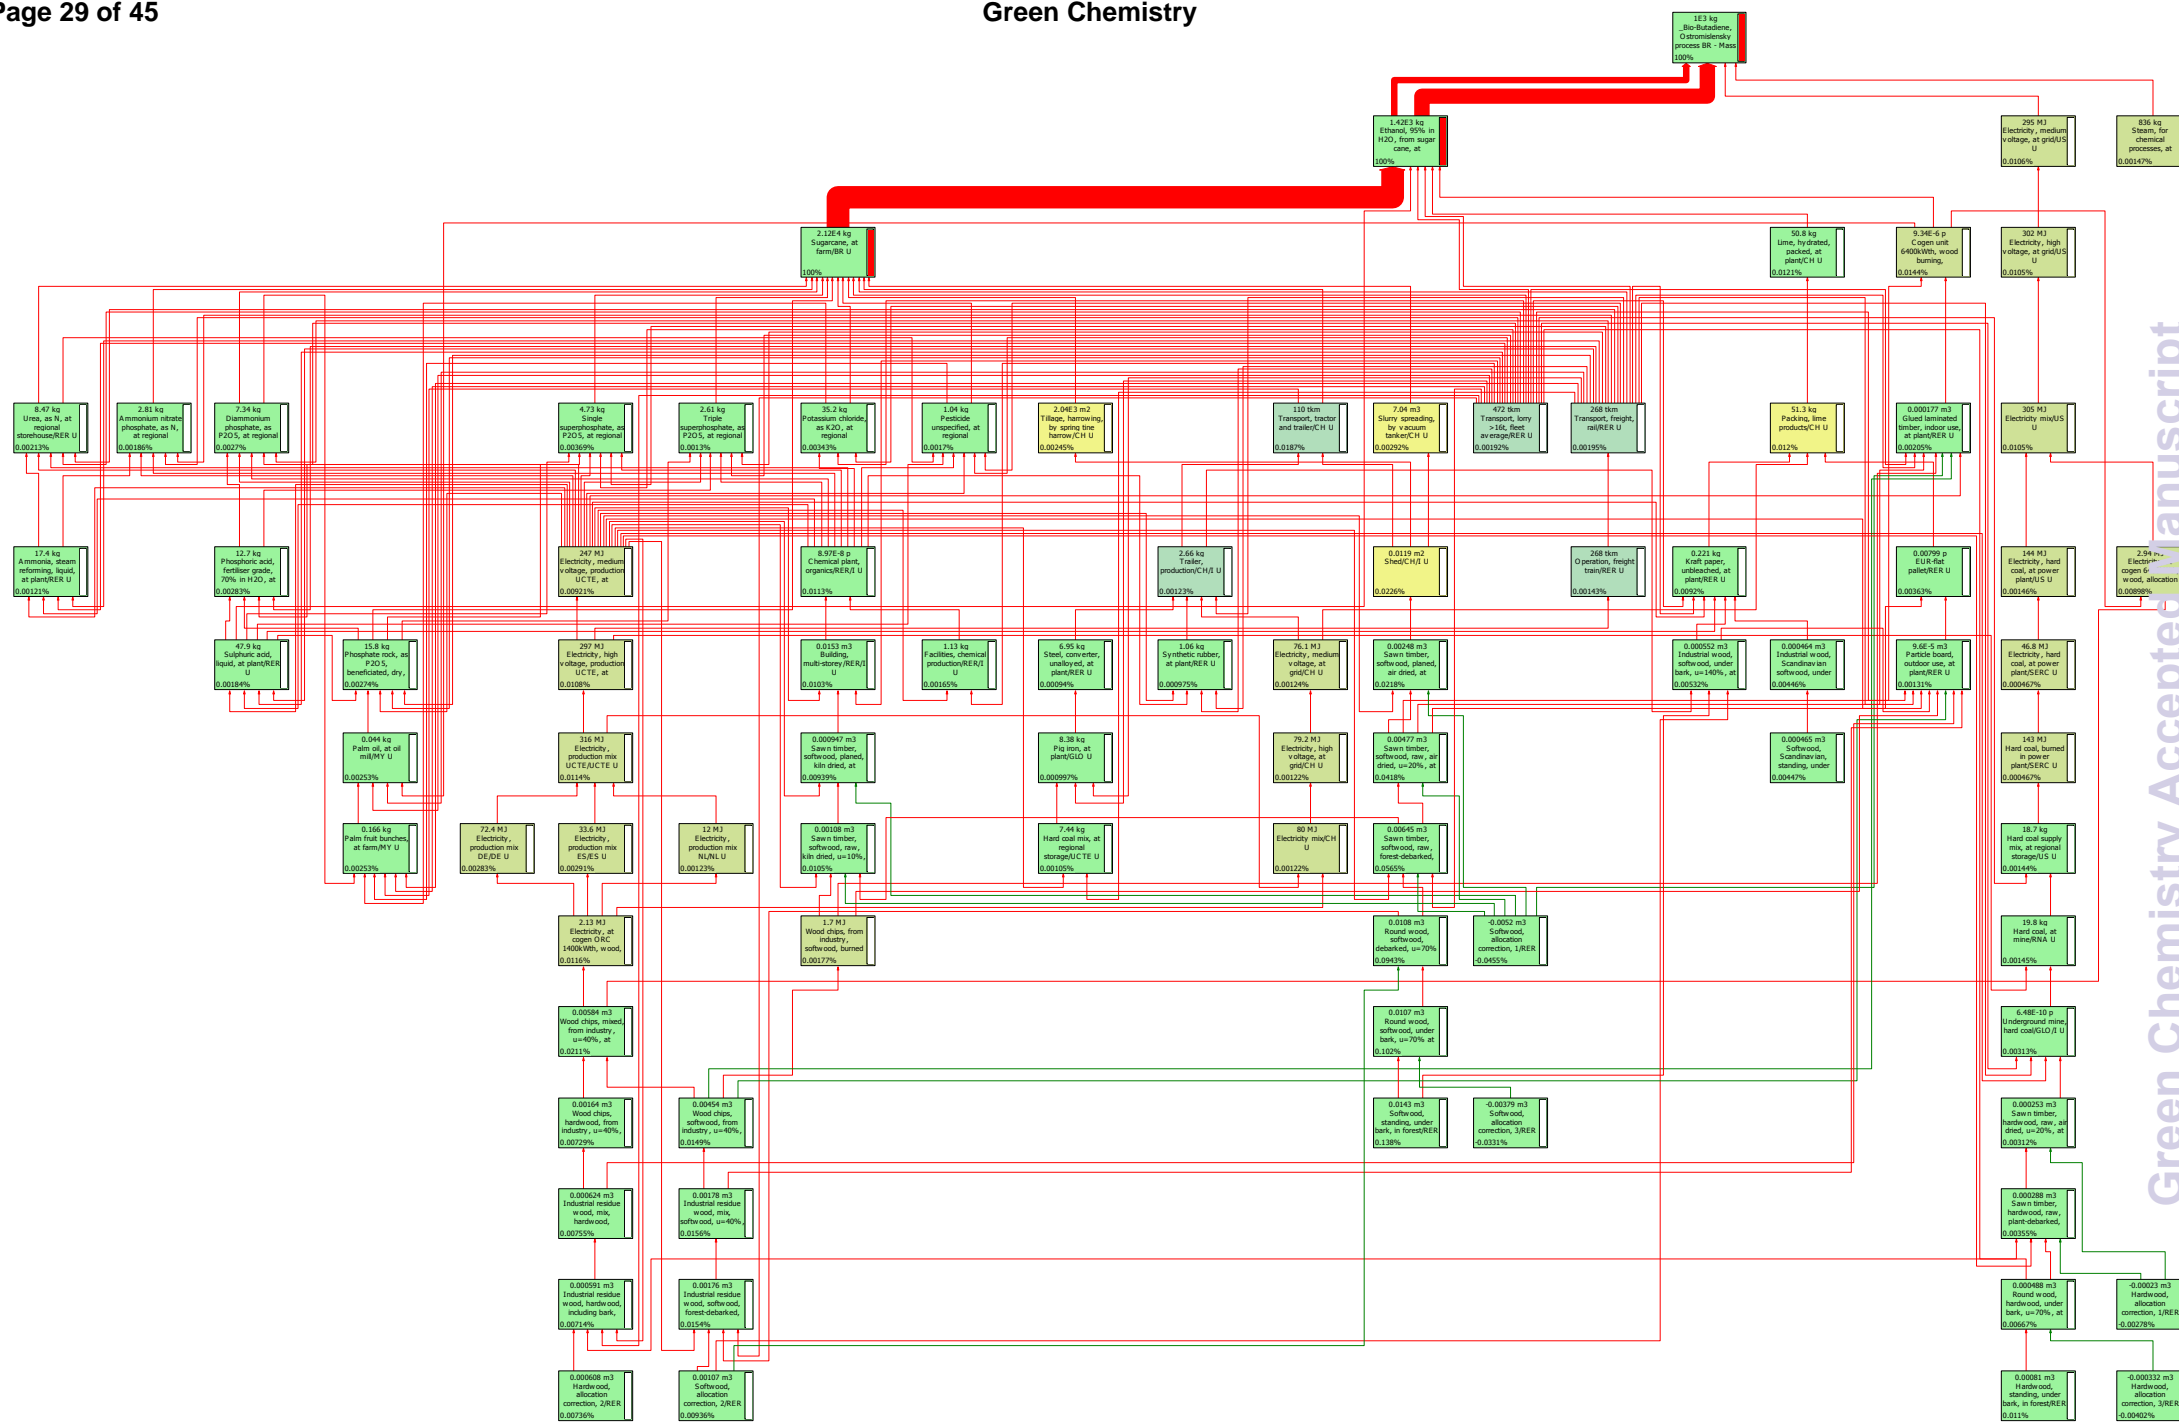 Page 29 of 45
Green Chemistry
1E3 kg
_Bio-Butadiene,
Ostromislensky
process BR - Mass
100%
1.42E3 kg
Ethanol, 95% in
H2O, from sugar
cane, at
100%
295 MJ
Electricity, medium
voltage, at grid/US
U
0.0106%
836 kg
Steam, for
chemical
processes, at
0.00147%
2.12E4 kg
Sugarcane, at
farm/BR U
100%
50.8 kg
Lime, hydrated,
packed, at
plant/CH U
0.0121%
9.34E-6 p
Cogen unit
6400kWth, wood
burning,
0.0144%
302 MJ
Electricity, high
voltage, at grid/US
U
0.0105%
8.47 kg
Urea, as N, at
regional
storehouse/RER U
0.00213%
2.81 kg
Ammonium nitrate
phosphate, as N,
at regional
0.00186%
7.34 kg
Diammonium
phosphate, as
P2O5, at regional
0.0027%
4.73 kg
Single
superphosphate, as
P2O5, at regional
0.00369%
2.61 kg
Triple
superphosphate, as
P2O5, at regional
0.0013%
35.2 kg
Potassium chloride,
as K2O, at
regional
0.00343%
1.04 kg
Pesticide
unspecified, at
regional
0.0017%
2.04E3 m2
Tillage, harrowing,
by spring tine
harrow/CH U
0.00245%
110 tkm
Transport, tractor
and trailer/CH U
0.0187%
7.04 m3
Slurry spreading,
by vacuum
tanker/CH U
0.00292%
472 tkm
Transport, lorry
>16t, fleet
average/RER U
0.00192%
268 tkm
Transport, freight,
rail/RER U
0.00195%
51.3 kg
Packing, lime
products/CH U
0.012%
0.000177 m3
Glued laminated
timber, indoor use,
at plant/RER U
0.00205%
305 MJ
Electricity mix/US
U
0.0105%
17.4 kg
Ammonia, steam
reforming, liquid,
at plant/RER U
0.00121%
12.7 kg
Phosphoric acid,
fertiliser grade,
70% in H2O, at
0.00283%
247 MJ
Electricity, medium
voltage, production
UCTE, at
0.00921%
8.97E-8 p
Chemical plant,
organics/RER/I U
0.0113%
2.66 kg
Trailer,
production/CH/I U
0.00123%
0.0119 m2
Shed/CH/I U
0.0226%
268 tkm
Operation, freight
train/RER U
0.00143%
0.221 kg
Kraft paper,
unbleached, at
plant/RER U
0.0092%
0.00799 p
EUR-flat
pallet/RER U
0.00363%
144 MJ
Electricity, hard
coal, at power
plant/US U
0.00146%
2.94 MJ
wood, allocation
0.00898%
47.9 kg
Sulphuric acid,
liquid, at plant/RER
U
0.00184%
15.8 kg
Phosphate rock, as
P2O5,
beneficiated, dry,
0.00274%
297 MJ
Electricity, high
voltage, production
UCTE, at
0.0108%
0.0153 m3
Building,
multi-storey/RER/I
U
0.0103%
1.13 kg
Facilities, chemical
production/RER/I
U
0.00165%
6.95 kg
Steel, converter,
unalloyed, at
plant/RER U
0.00094%
1.06 kg
Synthetic rubber,
at plant/RER U
0.000975%
76.1 MJ
Electricity, medium
voltage, at
grid/CH U
0.00124%
0.00248 m3
Sawn timber,
softwood, planed,
air dried, at
0.0218%
0.000552 m3
Industrial wood,
softwood, under
bark, u=140%, at
0.00532%
0.000464 m3
Industrial wood,
Scandinavian
softwood, under
0.00446%
9.6E-5 m3
Particle board,
outdoor use, at
plant/RER U
0.00131%
46.8 MJ
Electricity, hard
coal, at power
plant/SERC U
0.000467%
0.044 kg
Palm oil, at oil
mill/MY U
0.00253%
316 MJ
Electricity,
production mix
UCTE/UCTE U
0.0114%
0.000947 m3
Sawn timber,
softwood, planed,
kiln dried, at
0.00939%
8.38 kg
Pig iron, at
plant/GLO U
0.000997%
79.2 MJ
Electricity, high
voltage, at
grid/CH U
0.00122%
0.00477 m3
Sawn timber,
softwood, raw, air
dried, u=20%, at
0.0418%
0.000465 m3
Softwood,
Scandinavian,
standing, under
0.00447%
143 MJ
Hard coal, burned
in power
plant/SERC U
0.000467%
0.166 kg
Palm fruit bunches,
at farm/MY U
0.00253%
72.4 MJ
Electricity,
production mix
DE/DE U
0.00283%
33.6 MJ
Electricity,
production mix
ES/ES U
0.00291%
12 MJ
Electricity,
production mix
NL/NL U
0.00123%
0.00108 m3
Sawn timber,
softwood, raw,
kiln dried, u=10%,
0.0105%
7.44 kg
Hard coal mix, at
regional
storage/UCTE U
0.00105%
80 MJ
Electricity mix/CH
U
0.00122%
0.00645 m3
Sawn timber,
softwood, raw,
forest-debarked,
0.0565%
18.7 kg
Hard coal supply
mix, at regional
storage/US U
0.00144%
2.13 MJ
Electricity, at
cogen ORC
1400kWth, wood,
0.0116%
1.7 MJ
Wood chips, from
industry,
softwood, burned
0.00177%
0.0108 m3
Round wood,
softwood,
debarked, u=70%
0.0943%
-0.0052 m3
Softwood,
allocation
correction, 1/RER
-0.0455%
19.8 kg
Hard coal, at
mine/RNA U
0.00145%
0.00584 m3
Wood chips, mixed,
from industry,
u=40%, at
0.0211%
0.0107 m3
Round wood,
softwood, under
bark, u=70% at
0.102%
6.48E-10 p
Underground mine,
hard coal/GLO/I U
0.00313%
0.00164 m3
Wood chips,
hardwood, from
industry, u=40%,
0.00729%
0.00454 m3
Wood chips,
softwood, from
industry, u=40%,
0.0149%
0.0143 m3
Softwood,
standing, under
bark, in forest/RER
0.138%
-0.00379 m3
Softwood,
allocation
correction, 3/RER
-0.0331%
0.000253 m3
Sawn timber,
hardwood, raw, air
dried, u=20%, at
0.00312%
0.000624 m3
Industrial residue
wood, mix,
hardwood,
0.00755%
0.00178 m3
Industrial residue
wood, mix,
softwood, u=40%,
0.0156%
0.000288 m3
Sawn timber,
hardwood, raw,
plant-debarked,
0.00355%
0.000591 m3
Industrial residue
wood, hardwood,
including bark,
0.00714%
0.00176 m3
Industrial residue
wood, softwood,
forest-debarked,
0.0154%
0.000488 m3
Round wood,
hardwood, under
bark, u=70%, at
0.00667%
-0.00023 m3
Hardwood,
allocation
correction, 1/RER
-0.00278%
0.000608 m3
Hardwood,
allocation
correction, 2/RER
0.00736%
0.00107 m3
Softwood,
allocation
correction, 2/RER
0.00936%
0.00081 m3
Hardwood,
standing, under
bark, in forest/RER
0.011%
-0.000332 m3
Hardwood,
allocation
correction, 3/RER
-0.00402%
Green Chemistry Accepted Manuscript